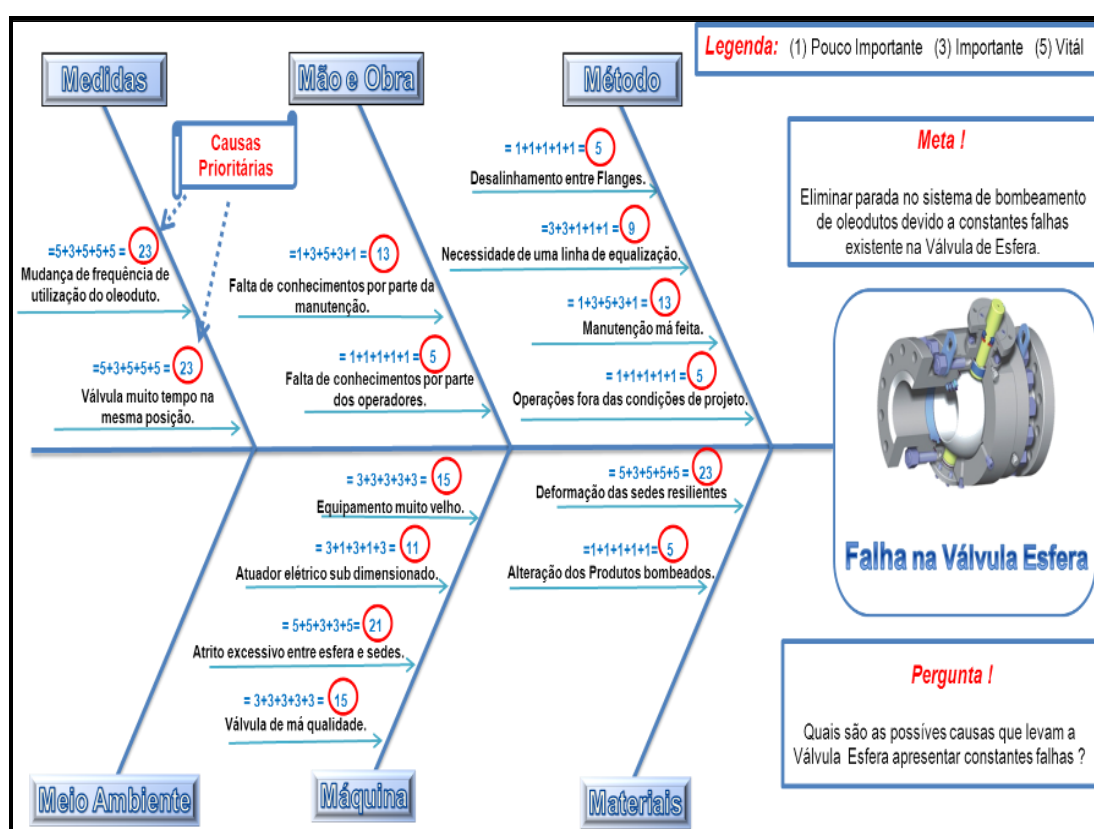 Legenda: (1) Pouco Importante (3) Importante (5) Vitál
Medidas
Mão e Obra
Método
Causas
Prioritárias
=5+3+5+5+5 = 23
Mudança de frequência de
utilização do oleoduto.
=5+3+5+5+5 = 23
Válvula muito tempo na
mesma posição.
=1+3+5+3+1 = 13
Falta de conhecimentos por parte da
manutenção.
= 1+1+1+1+1 = 5
Falta de conhecimentos por parte
dos operadores.
= 1+1+1+1+1 = 5
Desalinhamento entre Flanges.
=3+3+1+1+1 = 9
Necessidade de uma linha de equalização.
= 1+3+5+3+1 = 13
Manutenção má feita.
= 1+1+1+1+1 = 5
Operações fora das condições de projeto.
Meta !
Eliminar parada no sistema de bombeamento
de oleodutos devido a constantes falhas
existente na Válvula de Esfera.
Falha na Válvula Esfera
= 3+3+3+3+3 = 15
Equipamento muito velho.
= 3+1+3+1+3 = 11
Atuador elétrico sub dimensionado.
= 5+5+3+3+5= 21
Atrito excessivo entre esfera e sedes.
= 3+3+3+3+3 = 15
Válvula de má qualidade.
= 5+3+5+5+5 = 23
Deformação das sedes resilientes
=1+1+1+1+1= 5
Alteração dos Produtos bombeados.
Pergunta !
Quais são as possíves causas que levam a
Válvula Esfera apresentar constantes falhas ?
Meio Ambiente
Máquina
Materiais